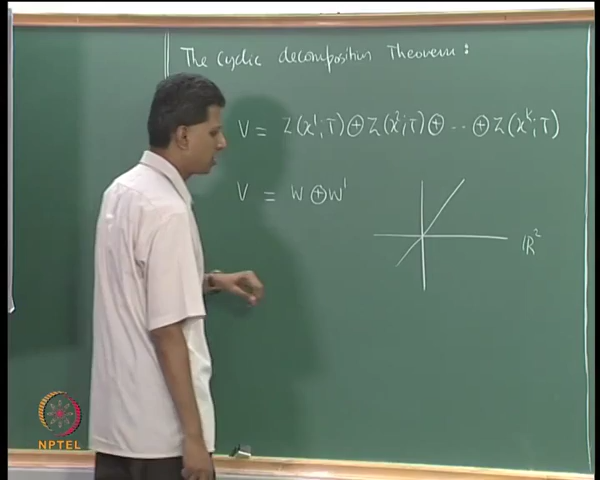 The Cyclic decomposition Theorem :
V = Z(x¹;T) ⊕ Z(x²;T) ⊕ ·· ⊕ Z(xᵏ;T)
V = W ⊕ W'
ℝ²
NPTEL